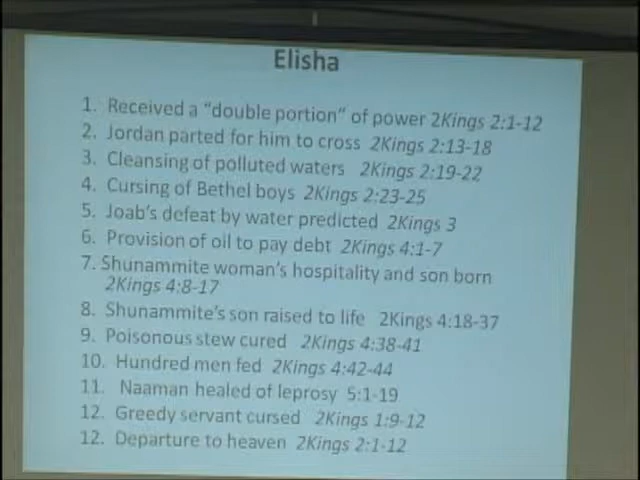 Elisha
1. Received a "double portion" of power 2Kings 2:1-12
2. Jordan parted for him to cross 2Kings 2:13-18
3. Cleansing of polluted waters 2Kings 2:19-22
4. Cursing of Bethel boys 2Kings 2:23-25
5. Joab's defeat by water predicted 2Kings 3
6. Provision of oil to pay debt 2Kings 4:1-7
7. Shunammite woman's hospitality and son born
2Kings 4:8-17
8. Shunammite's son raised to life 2Kings 4:18-37
9. Poisonous stew cured 2Kings 4:38-41
10. Hundred men fed 2Kings 4:42-44
11. Naaman healed of leprosy 5:1-19
12. Greedy servant cursed 2Kings 1:9-12
12. Departure to heaven 2Kings 2:1-12